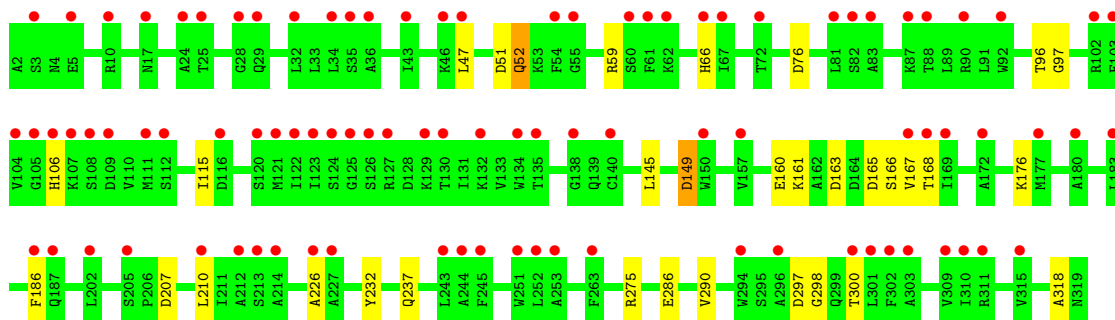 A2 S3 N4 E5 R10 N17 A24 T25 G28 Q29 L32 L33 L34 S35 A36 I43 K46 L47 D51 Q52 K53 F54 G55 R59 S60 F61 K62 H66 I67 T72 D76 L81 S82 A83 K87 T88 L89 R90 L91 W92 T96 G97 R102
V104 G105 H106 K107 S108 D109 V110 M111 S112 I115 D116 S120 M121 I122 I123 S124 G125 S126 R127 D128 K129 T130 I131 K132 V133 W134 T135 G138 Q139 C140 L145 D149 W150 V157 E160 K161 A162 D163 D164 D165 S166 V167 T168 I169 A172 K176 M177 A180
F186 Q187 L202 S205 P206 D207 L210 I211 A212 S213 A214 A226 A227 Y232 Q237 L243 A244 F245 W251 L252 A253 F263 R275 E286 V290 W294 S295 A296 D297 G298 Q299 T300 L301 F302 A303 V309 I310 R311 V315 A318 N319